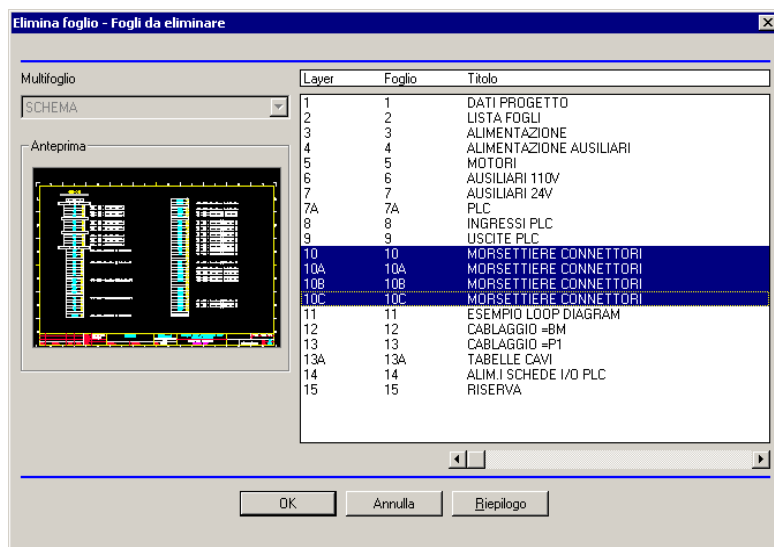 Elimina foglio - Fogli da eliminare
Multifoglio
SCHEMA
Anteprima
Layer Foglio Titolo
1 1 DATI PROGETTO
2 2 LISTA FOGLI
3 3 ALIMENTAZIONE
4 4 ALIMENTAZIONE AUSILIARI
5 5 MOTORI
6 6 AUSILIARI 110V
7 7 AUSILIARI 24V
7A 7A PLC
8 8 INGRESSI PLC
9 9 USCITE PLC
10 10 MORSETTIERE CONNETTORI
10A 10A MORSETTIERE CONNETTORI
10B 10B MORSETTIERE CONNETTORI
10C 10C MORSETTIERE CONNETTORI
11 11 ESEMPIO LOOP DIAGRAM
12 12 CABLAGGIO =BM
13 13 CABLAGGIO =P1
13A 13A TABELLE CAVI
14 14 ALIM.I SCHEDE I/O PLC
15 15 RISERVA
OK Annulla Riepilogo